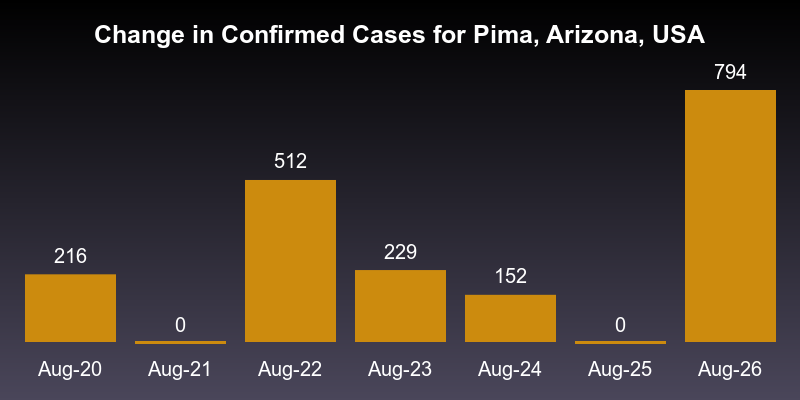 Change in Confirmed Cases for Pima, Arizona, USA
216
0
512
229
152
0
794
Aug-20
Aug-21
Aug-22
Aug-23
Aug-24
Aug-25
Aug-26